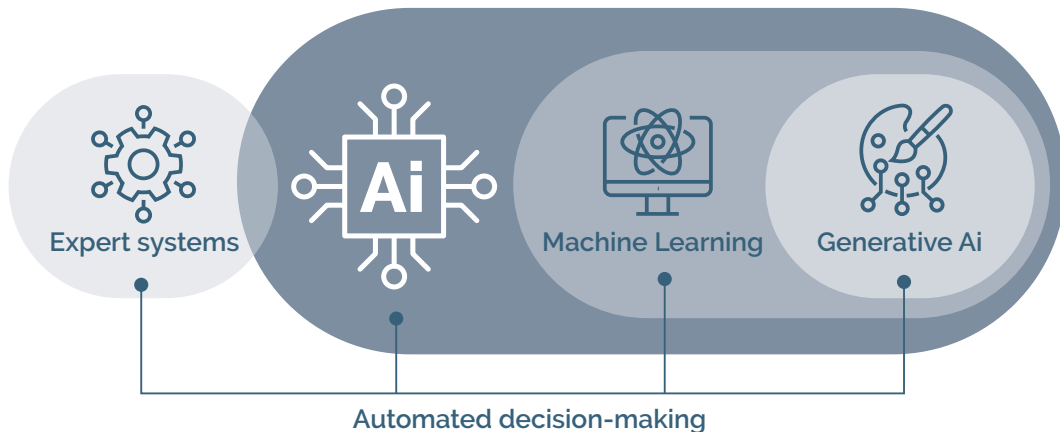 Ai
Expert systems
Machine Learning
Generative Ai
Automated decision-making